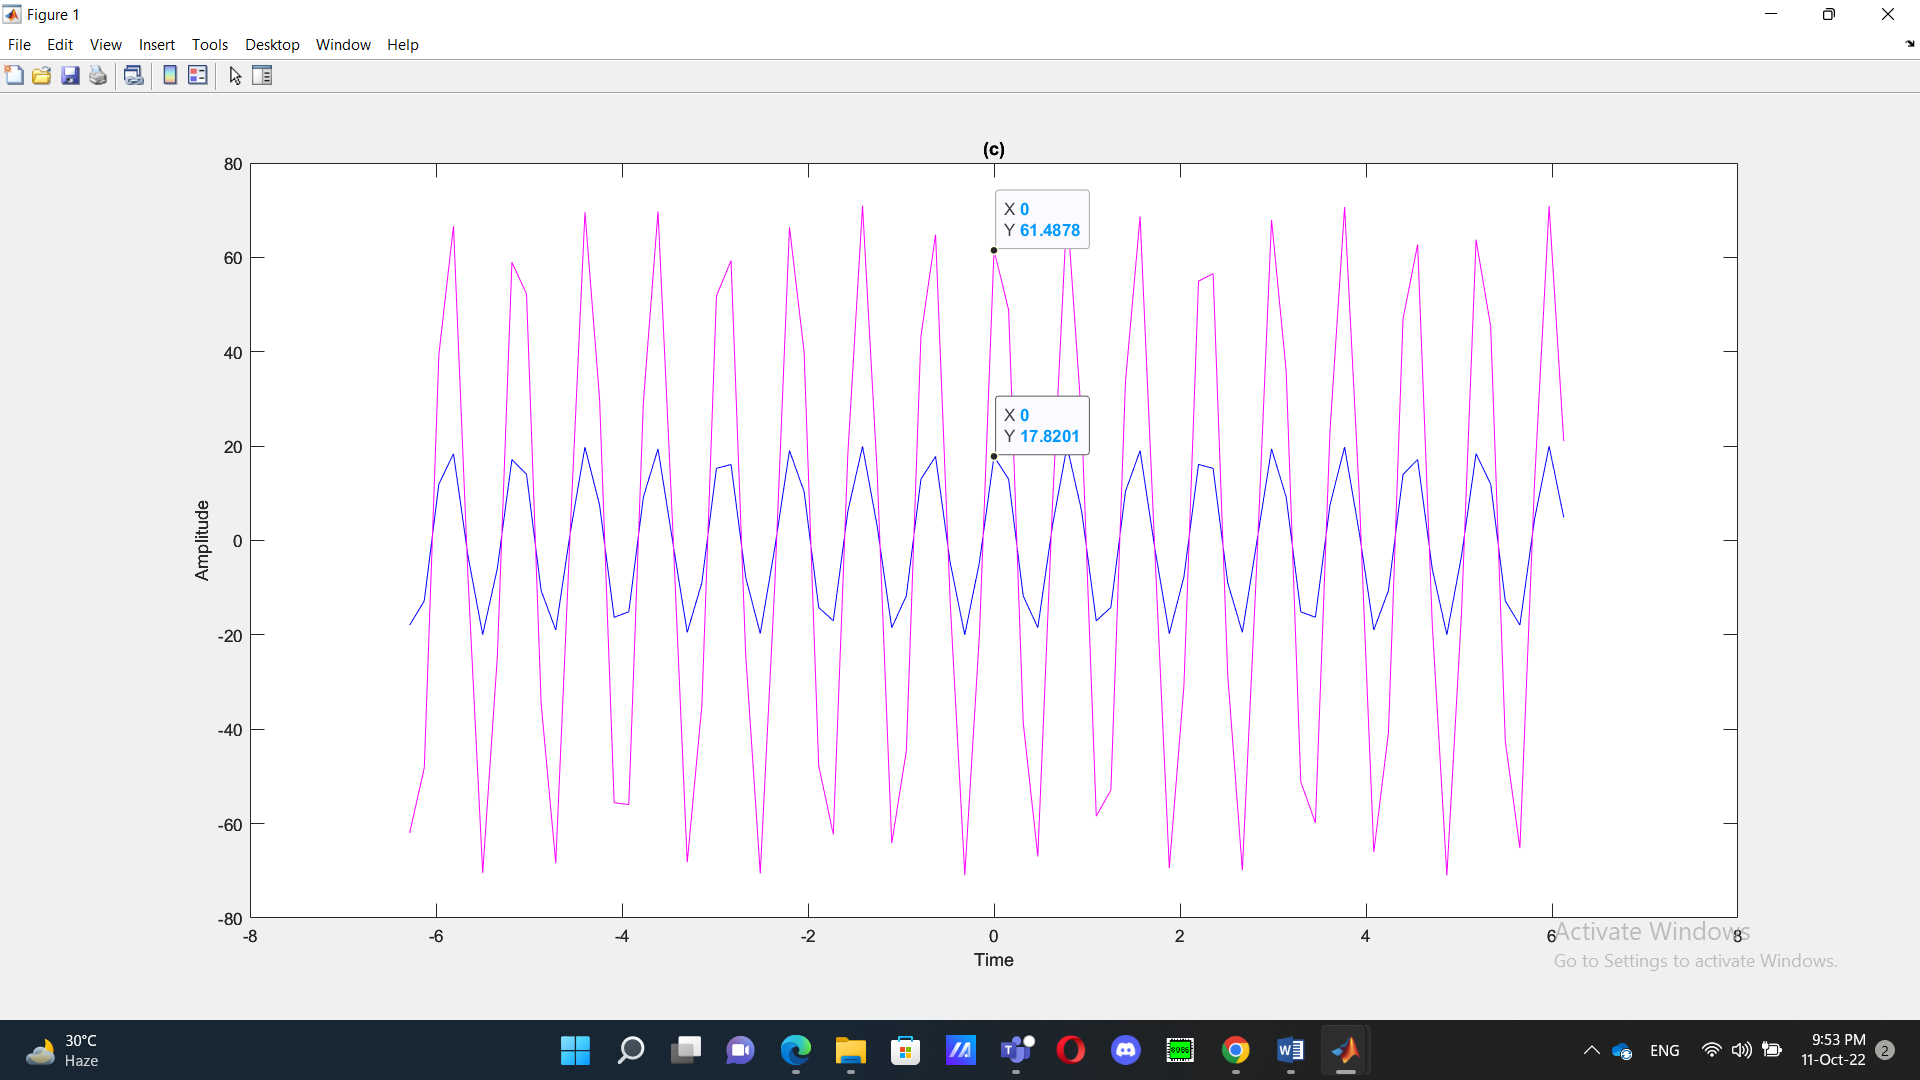 Figure 1
File Edit View Insert Tools Desktop Window Help
(c)
X 0
Y 61.4878
X 0
Y 17.8201
80
60
40
20
0
-20
-40
-60
-80
Amplitude
-8 -6 -4 -2 0 2 4 6 8
Time
Activate Windows
Go to Settings to activate Windows.
30°C
Haze
8086
ENG
9:53 PM
11-Oct-22
2